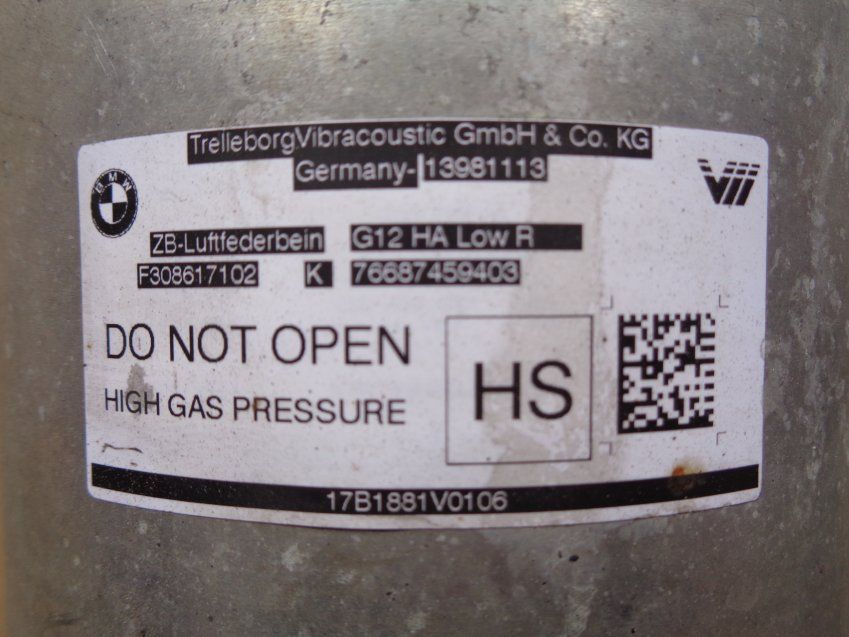 TrelleborgVibracoustic GmbH & Co. KG
Germany- 13981113
BMW
ZB-Luftfederbein G12 HA Low R
F308617102 K 76687459403
DO NOT OPEN
HIGH GAS PRESSURE
HS
17B1881V0106